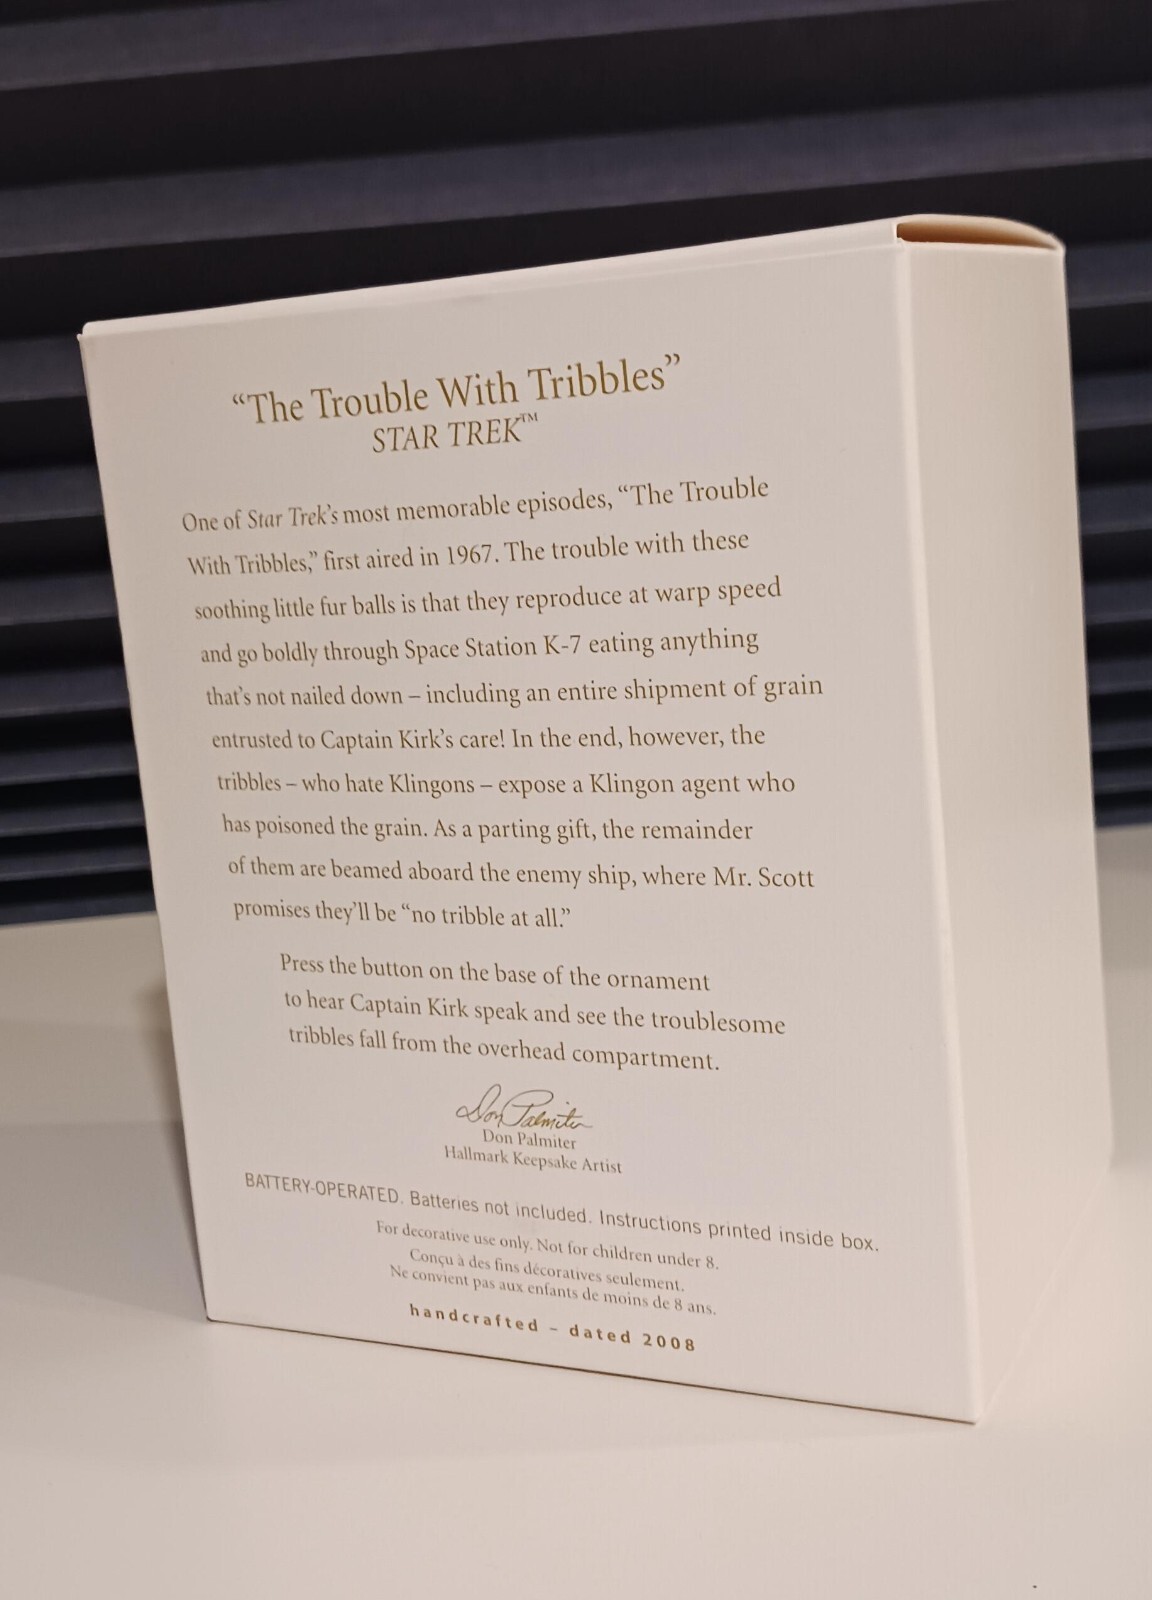 “The Trouble With Tribbles”
STAR TREK™
One of Star Trek’s most memorable episodes, “The Trouble
With Tribbles,” first aired in 1967. The trouble with these
soothing little fur balls is that they reproduce at warp speed
and go boldly through Space Station K-7 eating anything
that’s not nailed down – including an entire shipment of grain
entrusted to Captain Kirk’s care! In the end, however, the
tribbles – who hate Klingons – expose a Klingon agent who
has poisoned the grain. As a parting gift, the remainder
of them are beamed aboard the enemy ship, where Mr. Scott
promises they’ll be “no tribble at all.”
Press the button on the base of the ornament
to hear Captain Kirk speak and see the troublesome
tribbles fall from the overhead compartment.
Don Palmiter
Don Palmiter
Hallmark Keepsake Artist
BATTERY-OPERATED. Batteries not included. Instructions printed inside box.
For decorative use only. Not for children under 8.
Conçu à des fins décoratives seulement.
Ne convient pas aux enfants de moins de 8 ans.
handcrafted – dated 2008